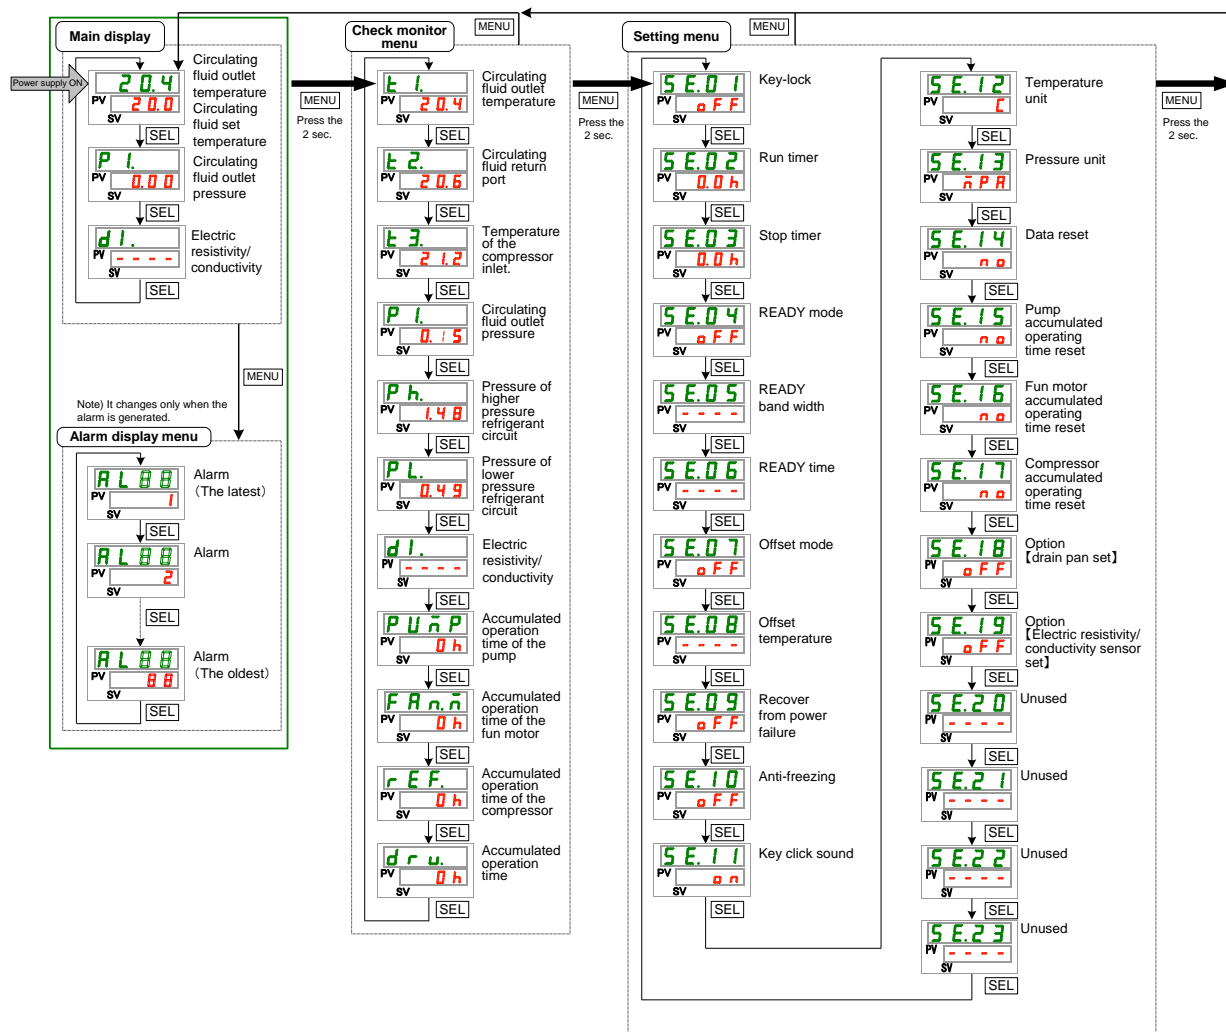 MENU
MENU
Main display
Power supply ON
20.4
PV
20.0
SV
Circulating
fluid outlet
temperature
Circulating
fluid set
temperature
SEL
P 1.
PV
0.00
SV
Circulating
fluid outlet
pressure
SEL
d1.
PV
- - - -
SV
Electric
resistivity/
conductivity
SEL
MENU
Note) It changes only when the
alarm is generated.
Alarm display menu
AL88
PV
1
SV
Alarm
(The latest)
SEL
AL88
PV
2
SV
Alarm
SEL
AL88
PV
88
SV
Alarm
(The oldest)
SEL
MENU
Press the
2 sec.
Check monitor
menu
t 1.
PV
20.4
SV
Circulating
fluid outlet
temperature
SEL
t 2.
PV
20.6
SV
Circulating
fluid return
port
SEL
t 3.
PV
21.2
SV
Temperature
of the
compressor
inlet.
SEL
P 1.
PV
0.15
SV
Circulating
fluid outlet
pressure
SEL
P h.
PV
1.48
SV
Pressure of
higher
pressure
refrigerant
circuit
SEL
P L.
PV
0.49
SV
Pressure of
lower
pressure
refrigerant
circuit
SEL
d1.
PV
- - - -
SV
Electric
resistivity/
conductivity
SEL
PUñP
PV
0h
SV
Accumulated
operation
time of the
pump
SEL
FAn.ñ
PV
0h
SV
Accumulated
operation
time of the
fun motor
SEL
rEF.
PV
0h
SV
Accumulated
operation
time of the
compressor
SEL
dru.
PV
0h
SV
Accumulated
operation
time
SEL
MENU
Press the
2 sec.
Setting menu
SE.01
PV
oFF
SV
Key-lock
SEL
SE.02
PV
0.0h
SV
Run timer
SEL
SE.03
PV
0.0h
SV
Stop timer
SEL
SE.04
PV
oFF
SV
READY mode
SEL
SE.05
PV
- - - -
SV
READY
band width
SEL
SE.06
PV
- - - -
SV
READY time
SEL
SE.07
PV
oFF
SV
Offset mode
SEL
SE.08
PV
- - - -
SV
Offset
temperature
SEL
SE.09
PV
oFF
SV
Recover
from power
failure
SEL
SE.10
PV
oFF
SV
Anti-freezing
SEL
SE.11
PV
on
SV
Key click sound
SEL
SE.12
PV
C
SV
Temperature
unit
SEL
SE.13
PV
ñPA
SV
Pressure unit
SEL
SE.14
PV
no
SV
Data reset
SEL
SE.15
PV
no
SV
Pump
accumulated
operating
time reset
SEL
SE.16
PV
no
SV
Fun motor
accumulated
operating
time reset
SEL
SE.17
PV
no
SV
Compressor
accumulated
operating
time reset
SEL
SE.18
PV
oFF
SV
Option
【drain pan set】
SEL
SE.19
PV
oFF
SV
Option
【Electric resistivity/
conductivity sensor
set】
SEL
SE.20
PV
- - - -
SV
Unused
SEL
SE.21
PV
- - - -
SV
Unused
SEL
SE.22
PV
- - - -
SV
Unused
SEL
SE.23
PV
- - - -
SV
Unused
SEL
MENU
Press the
2 sec.